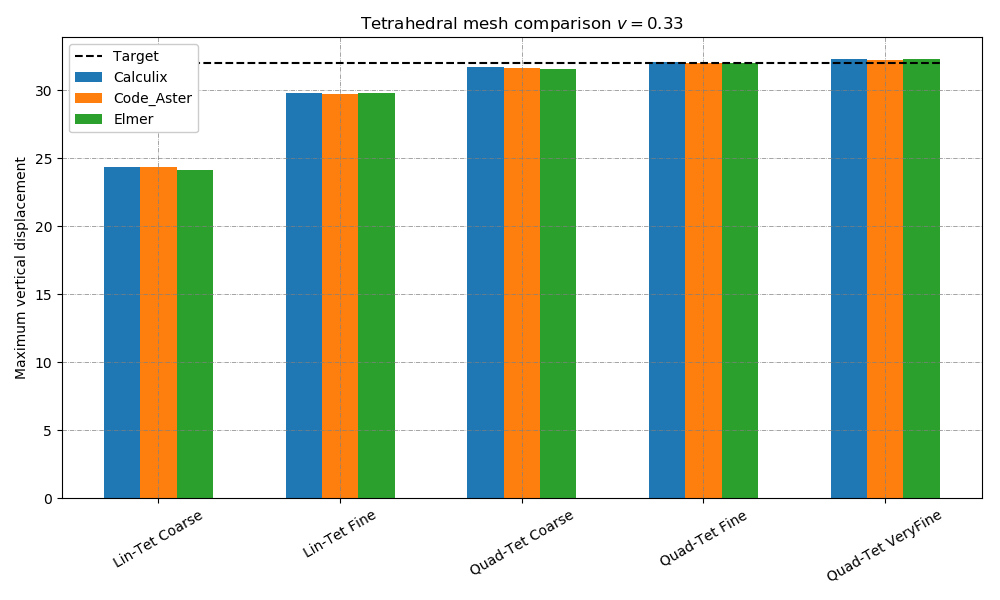 Tetrahedral mesh comparison v = 0.33
Target
Calculix
Code_Aster
Elmer
Maximum vertical displacement
30
25
20
15
10
5
0
Lin-Tet Coarse
Lin-Tet Fine
Quad-Tet Coarse
Quad-Tet Fine
Quad-Tet VeryFine